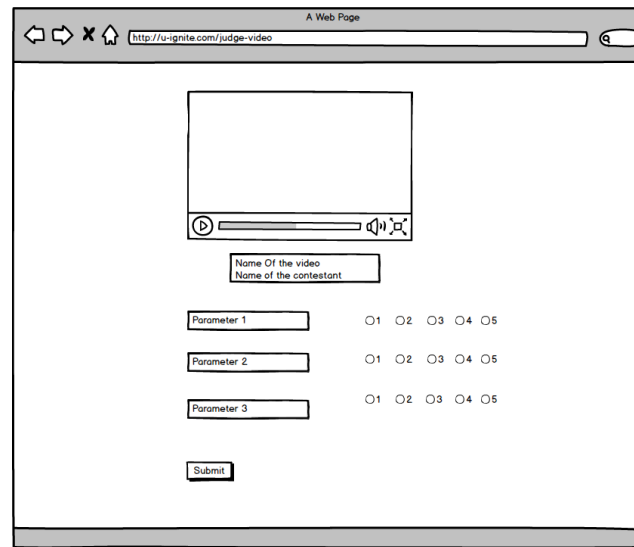 A Web Page
http://u-ignite.com/judge-video
Name Of the video
Name of the contestant
Parameter 1
1 2 3 4 5
Parameter 2
1 2 3 4 5
Parameter 3
1 2 3 4 5
Submit